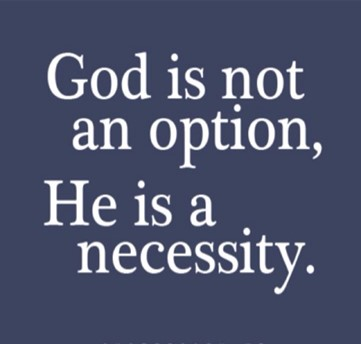 God is not
an option,
He is a
necessity.